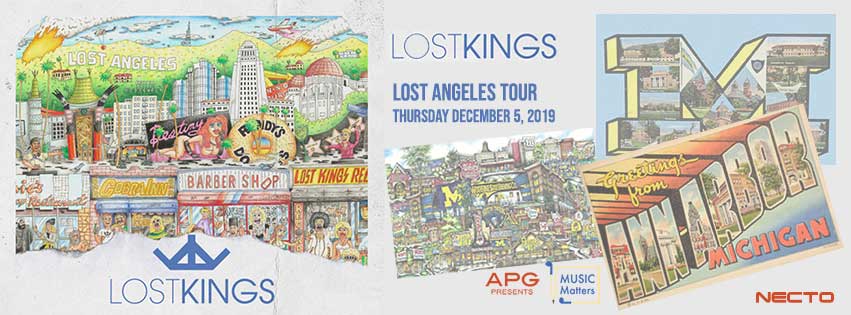 LOST ANGELES
Destiny
RANDY'S
BARBER SHOP
LOST KINGS REC
LOSTKINGS
LOSTKINGS
LOST ANGELES TOUR
THURSDAY DECEMBER 5, 2019
M
M
Greetings
from
ANN-ARBOR
MICHIGAN
APG
PRESENTS
MUSIC
Matters
NECTO